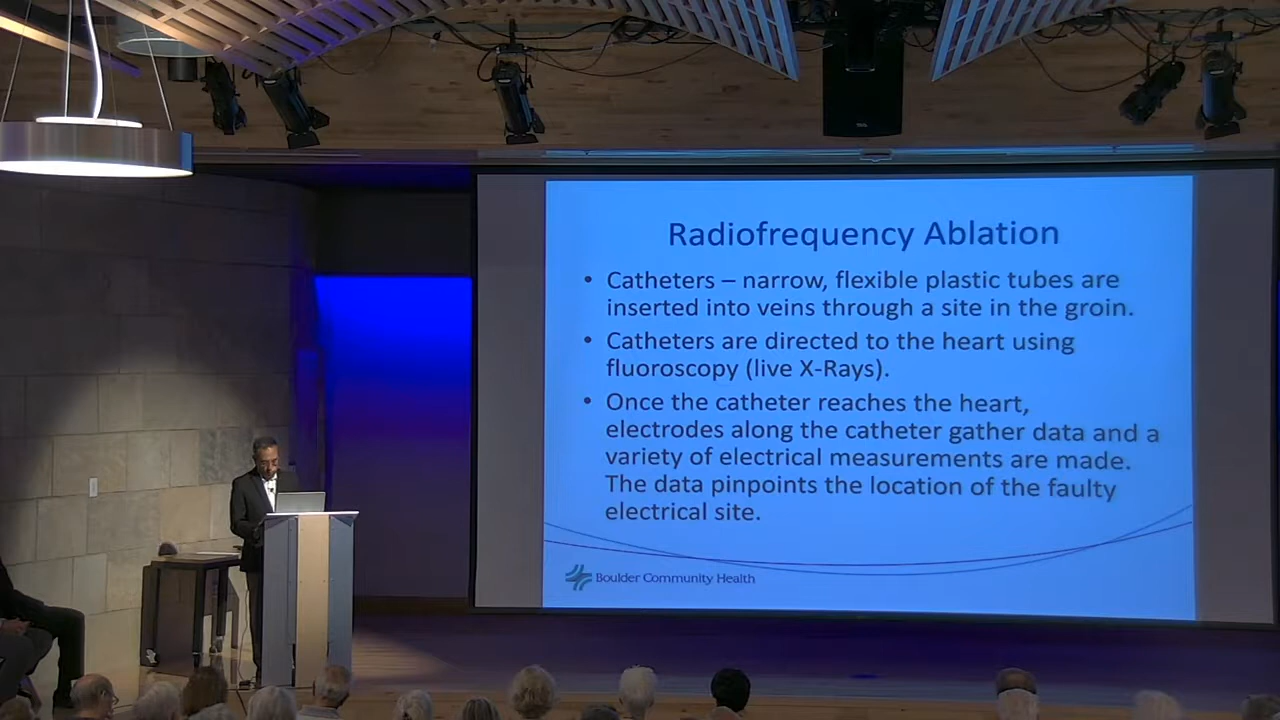 Radiofrequency Ablation
• Catheters – narrow, flexible plastic tubes are
inserted into veins through a site in the groin.
• Catheters are directed to the heart using
fluoroscopy (live X-Rays).
• Once the catheter reaches the heart,
electrodes along the catheter gather data and a
variety of electrical measurements are made.
The data pinpoints the location of the faulty
electrical site.
Boulder Community Health